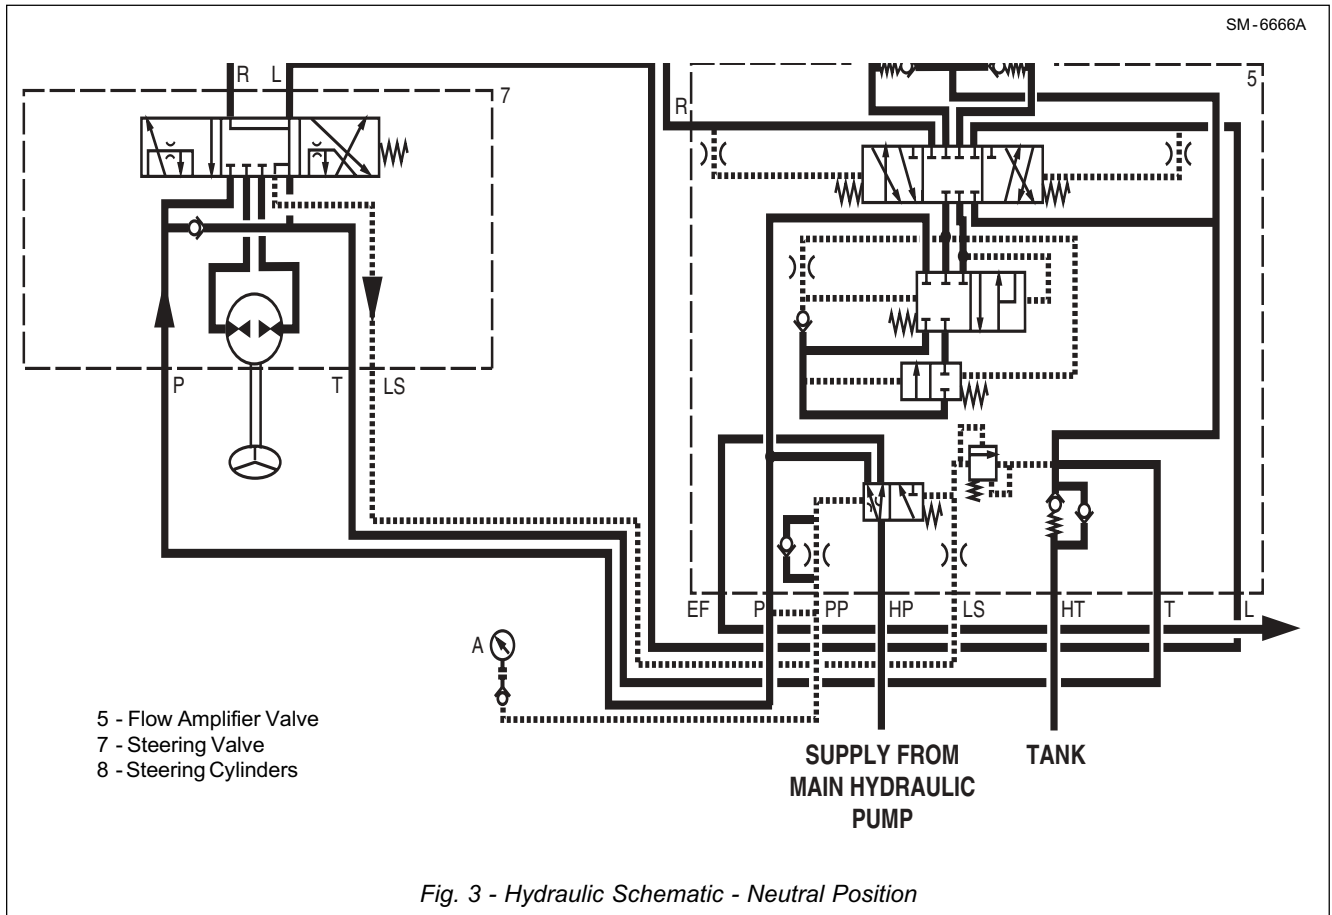 SM-6666A
R L
7
5
R
P T LS
EF P PP HP LS HT T L
A
5 - Flow Amplifier Valve
7 - Steering Valve
8 - Steering Cylinders
SUPPLY FROM
MAIN HYDRAULIC
PUMP
TANK
Fig. 3 - Hydraulic Schematic - Neutral Position